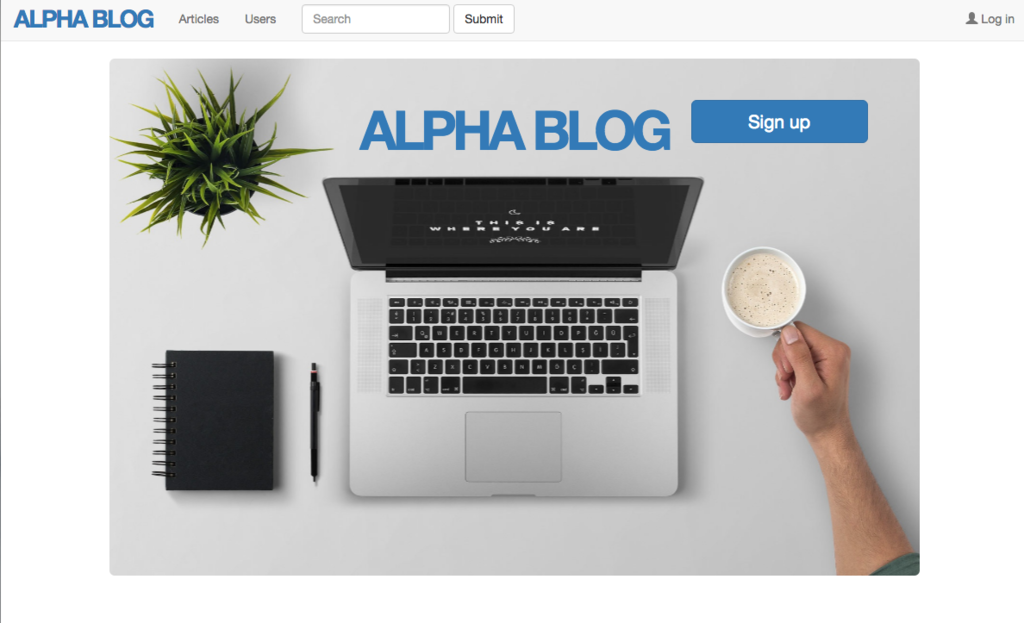 ALPHA BLOG Articles Users Search Submit Log in
ALPHA BLOG Sign up
THIS IS
WHERE YOU ARE